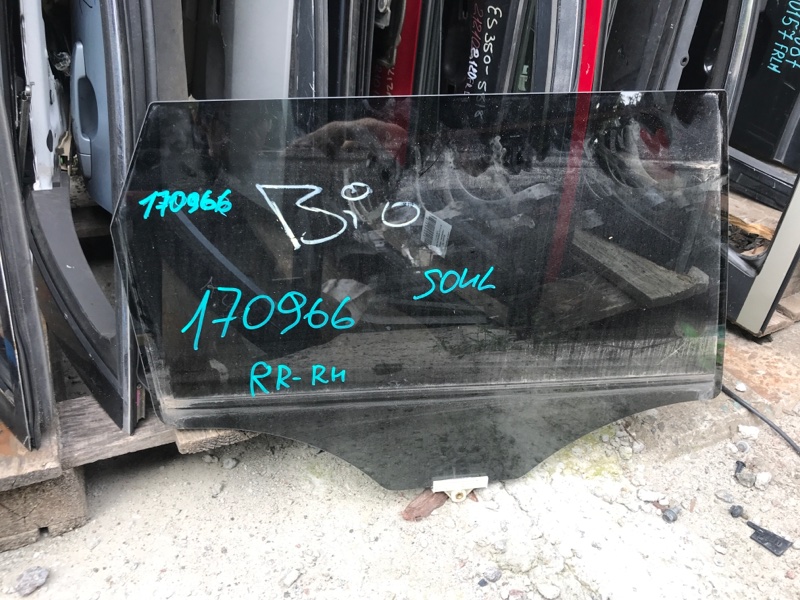 ES350-
170966
Bio
SOUL
170966
RR-RH